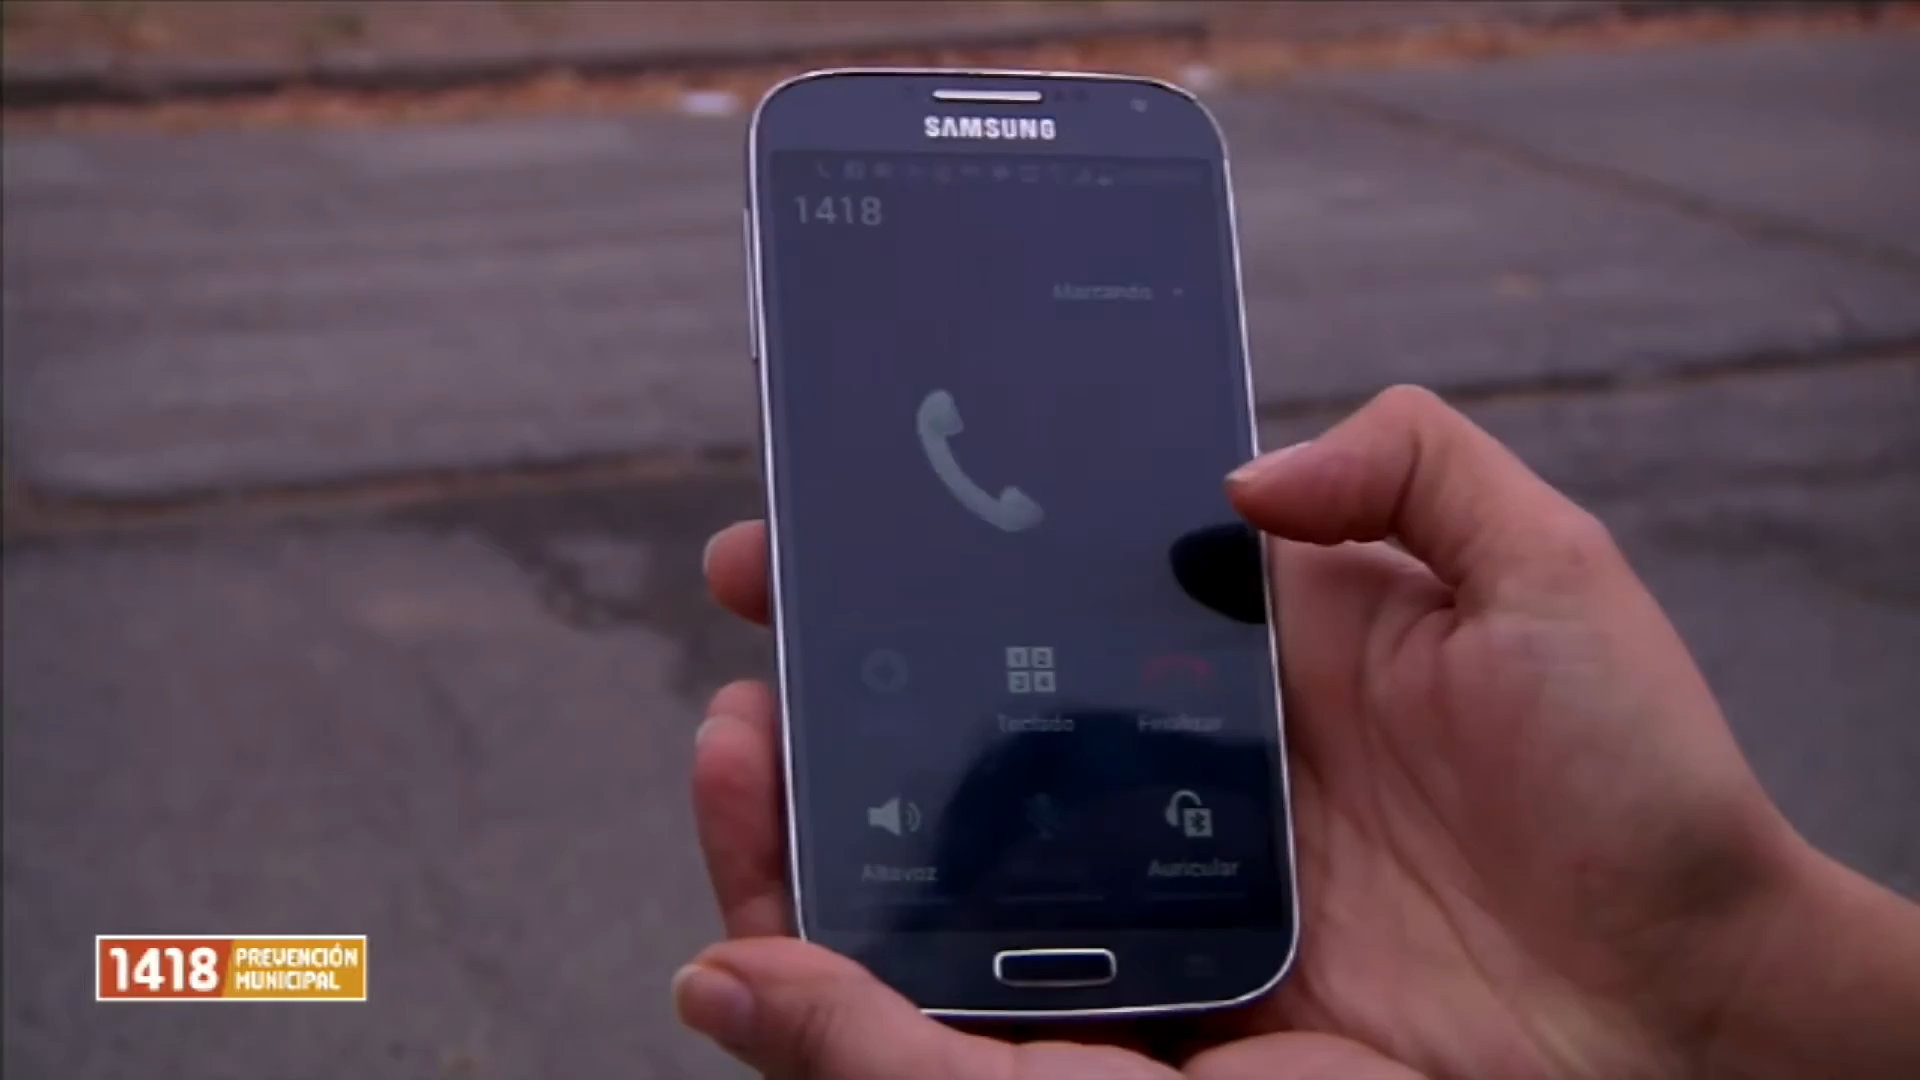 SAMSUNG
1418
Marcando
Teclado
Finalizar
Altavoz
Auricular
1418 PREVENCIÓN
MUNICIPAL